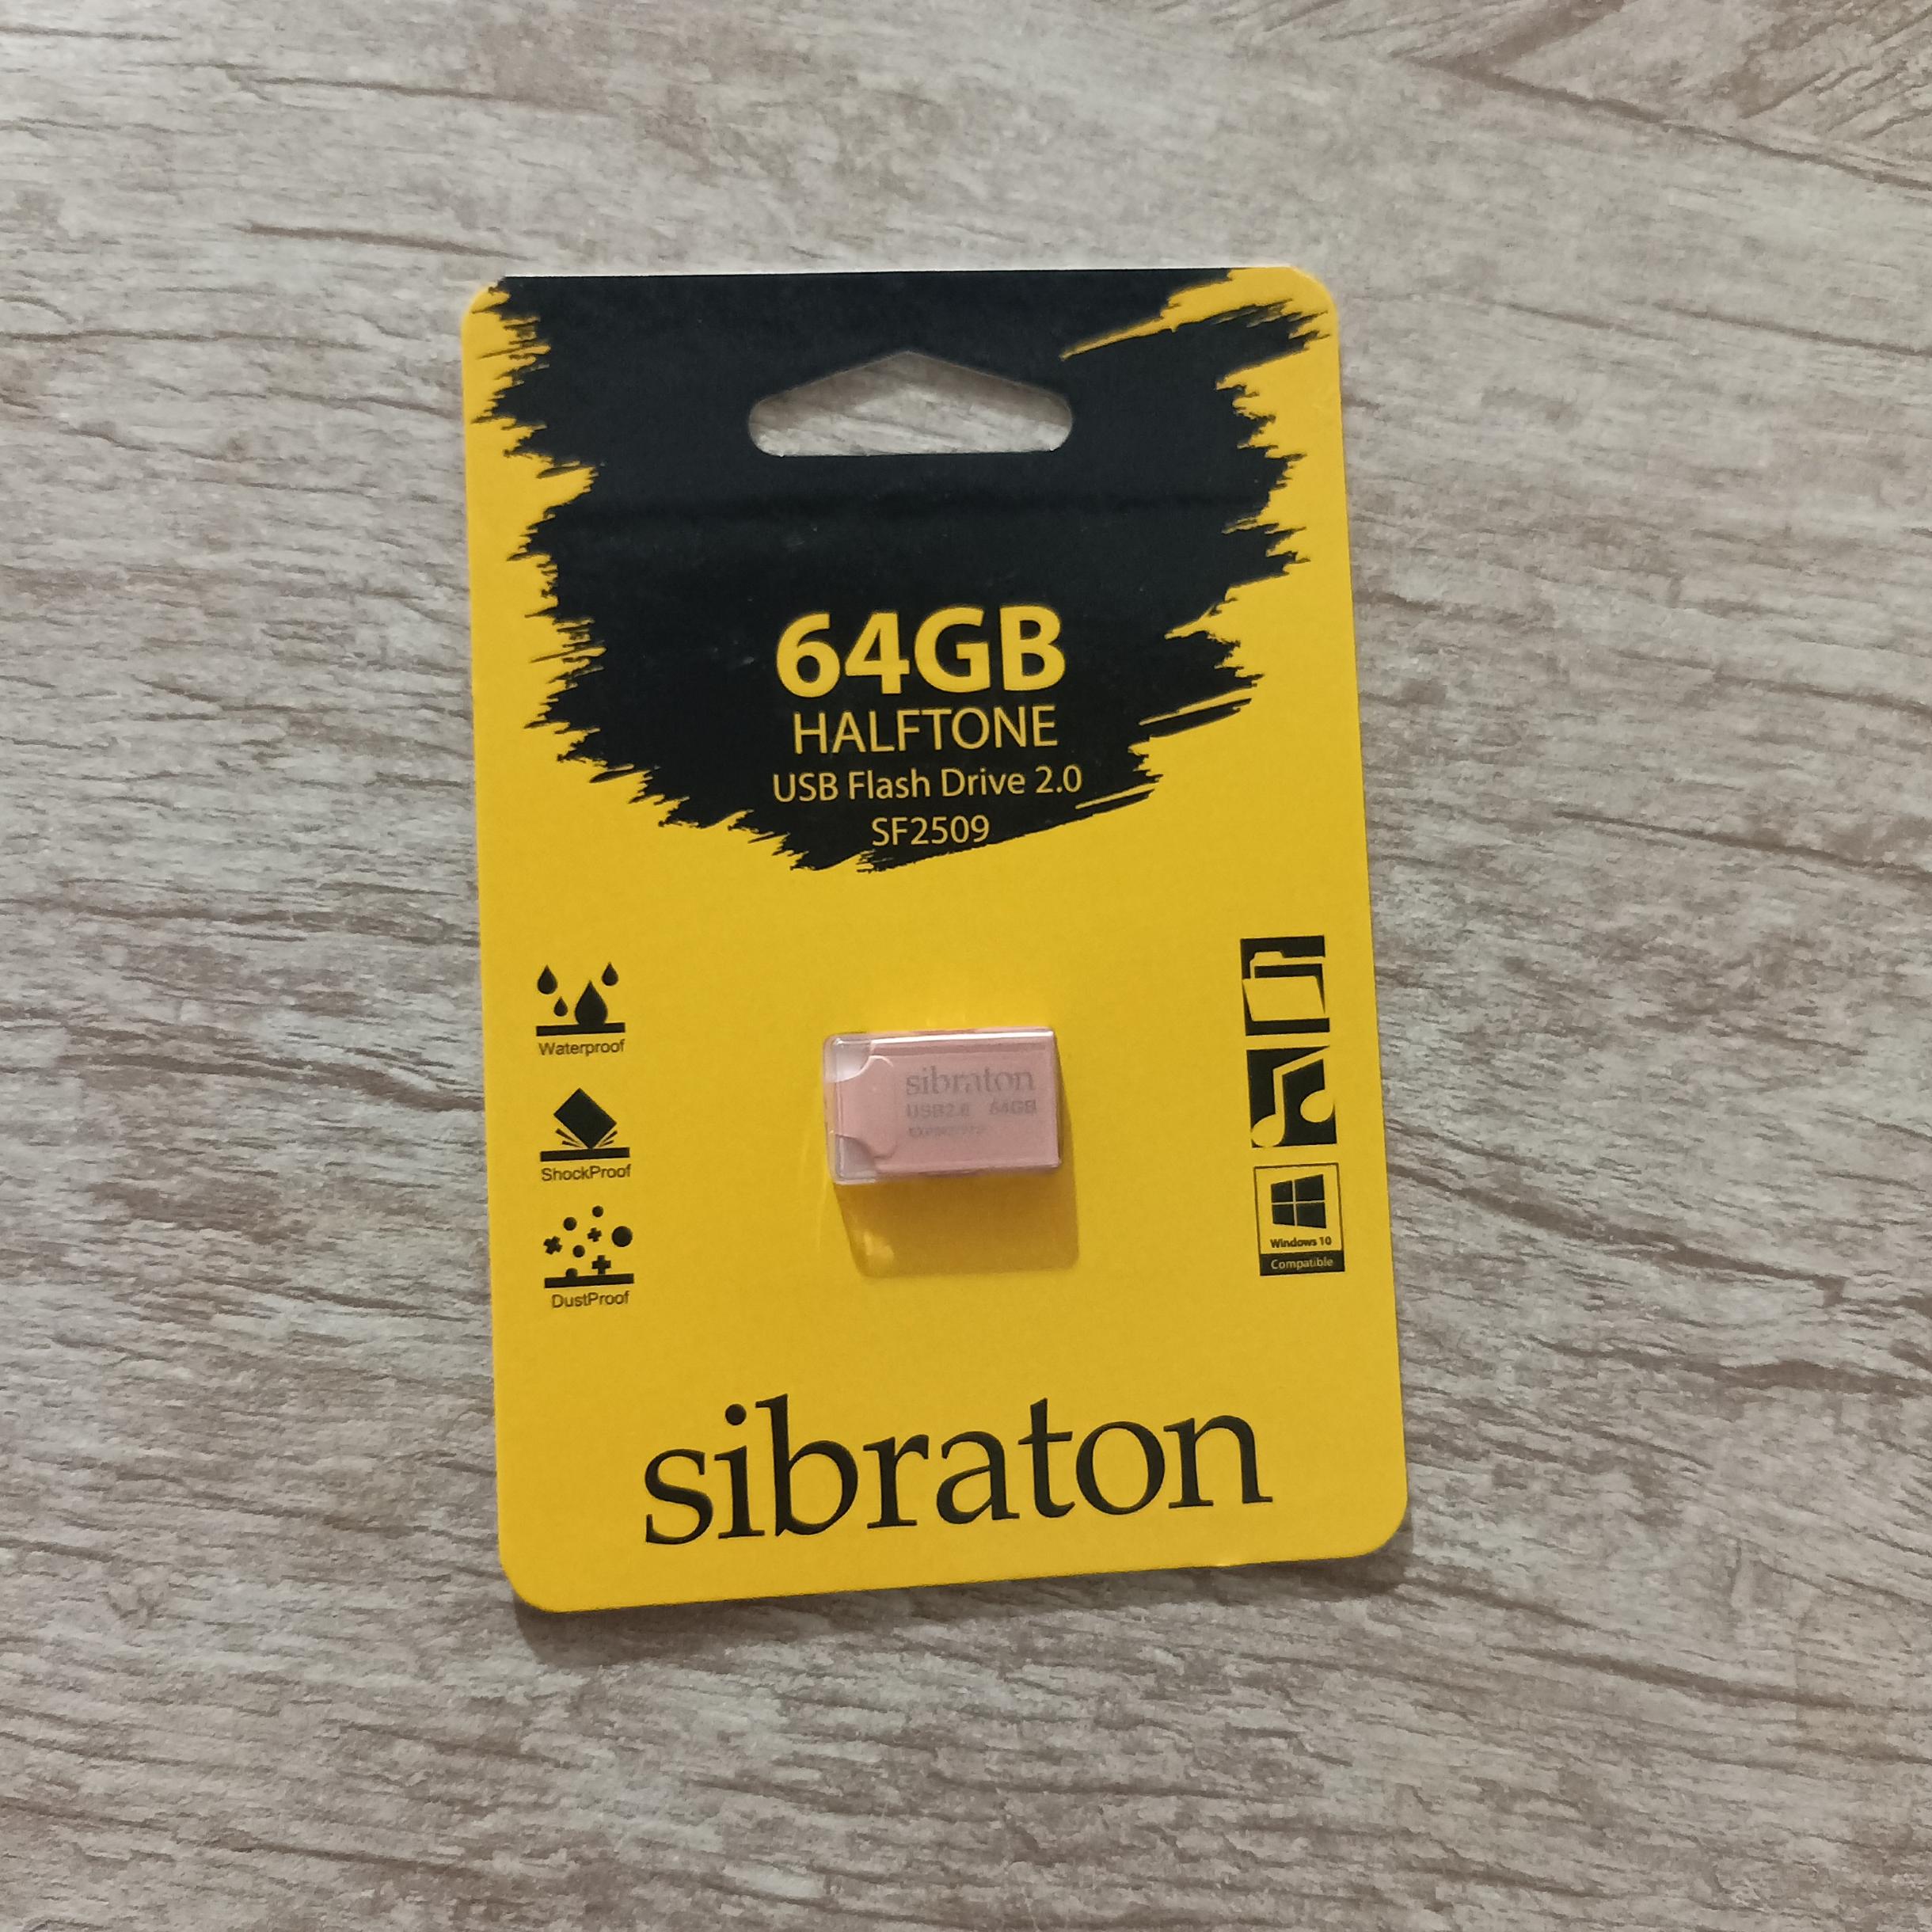 64GB
HALFTONE
USB Flash Drive 2.0
SF2509
Waterproof
ShockProof
DustProof
sibraton
USB2.0 64GB
Windows 10
Compatible
sibraton